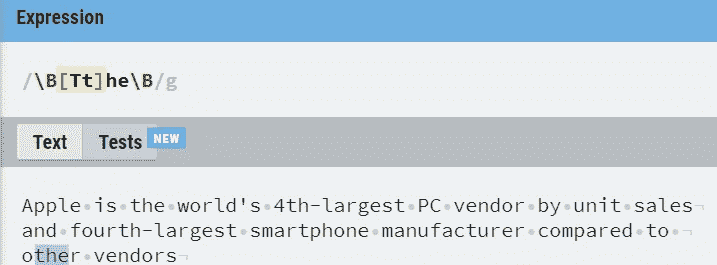 Expression
/\B[Tt]he\B/g
Text Tests NEW
Apple is the world's 4th-largest PC vendor by unit sales
and fourth-largest smartphone manufacturer compared to
other vendors